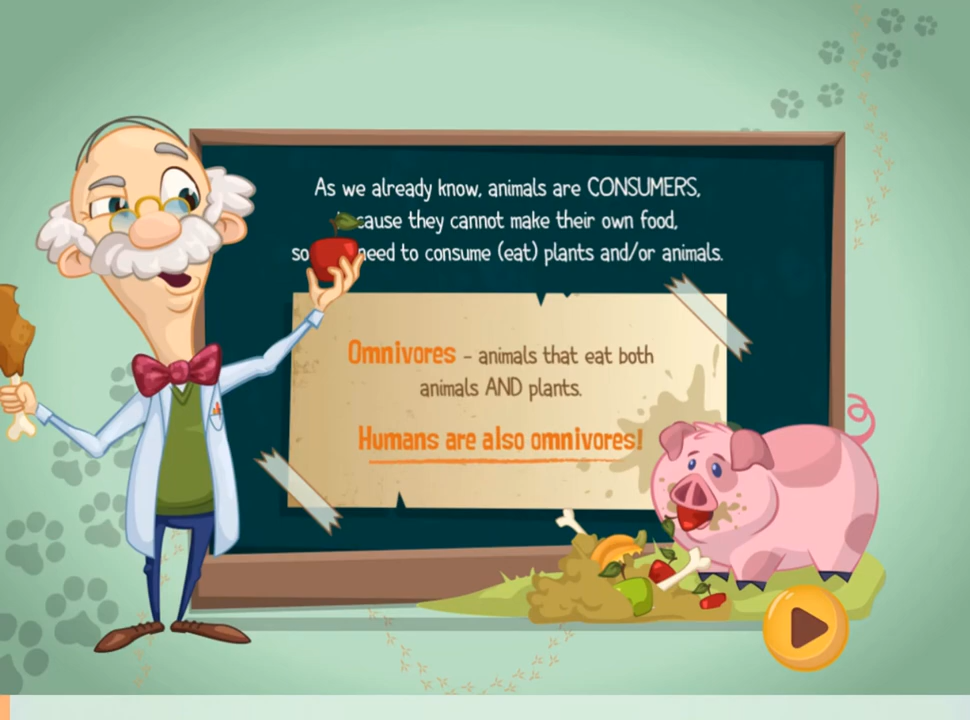 As we already know, animals are CONSUMERS,
cause they cannot make their own food,
so need to consume (eat) plants and/or animals.
Omnivores - animals that eat both
animals AND plants.
Humans are also omnivores!